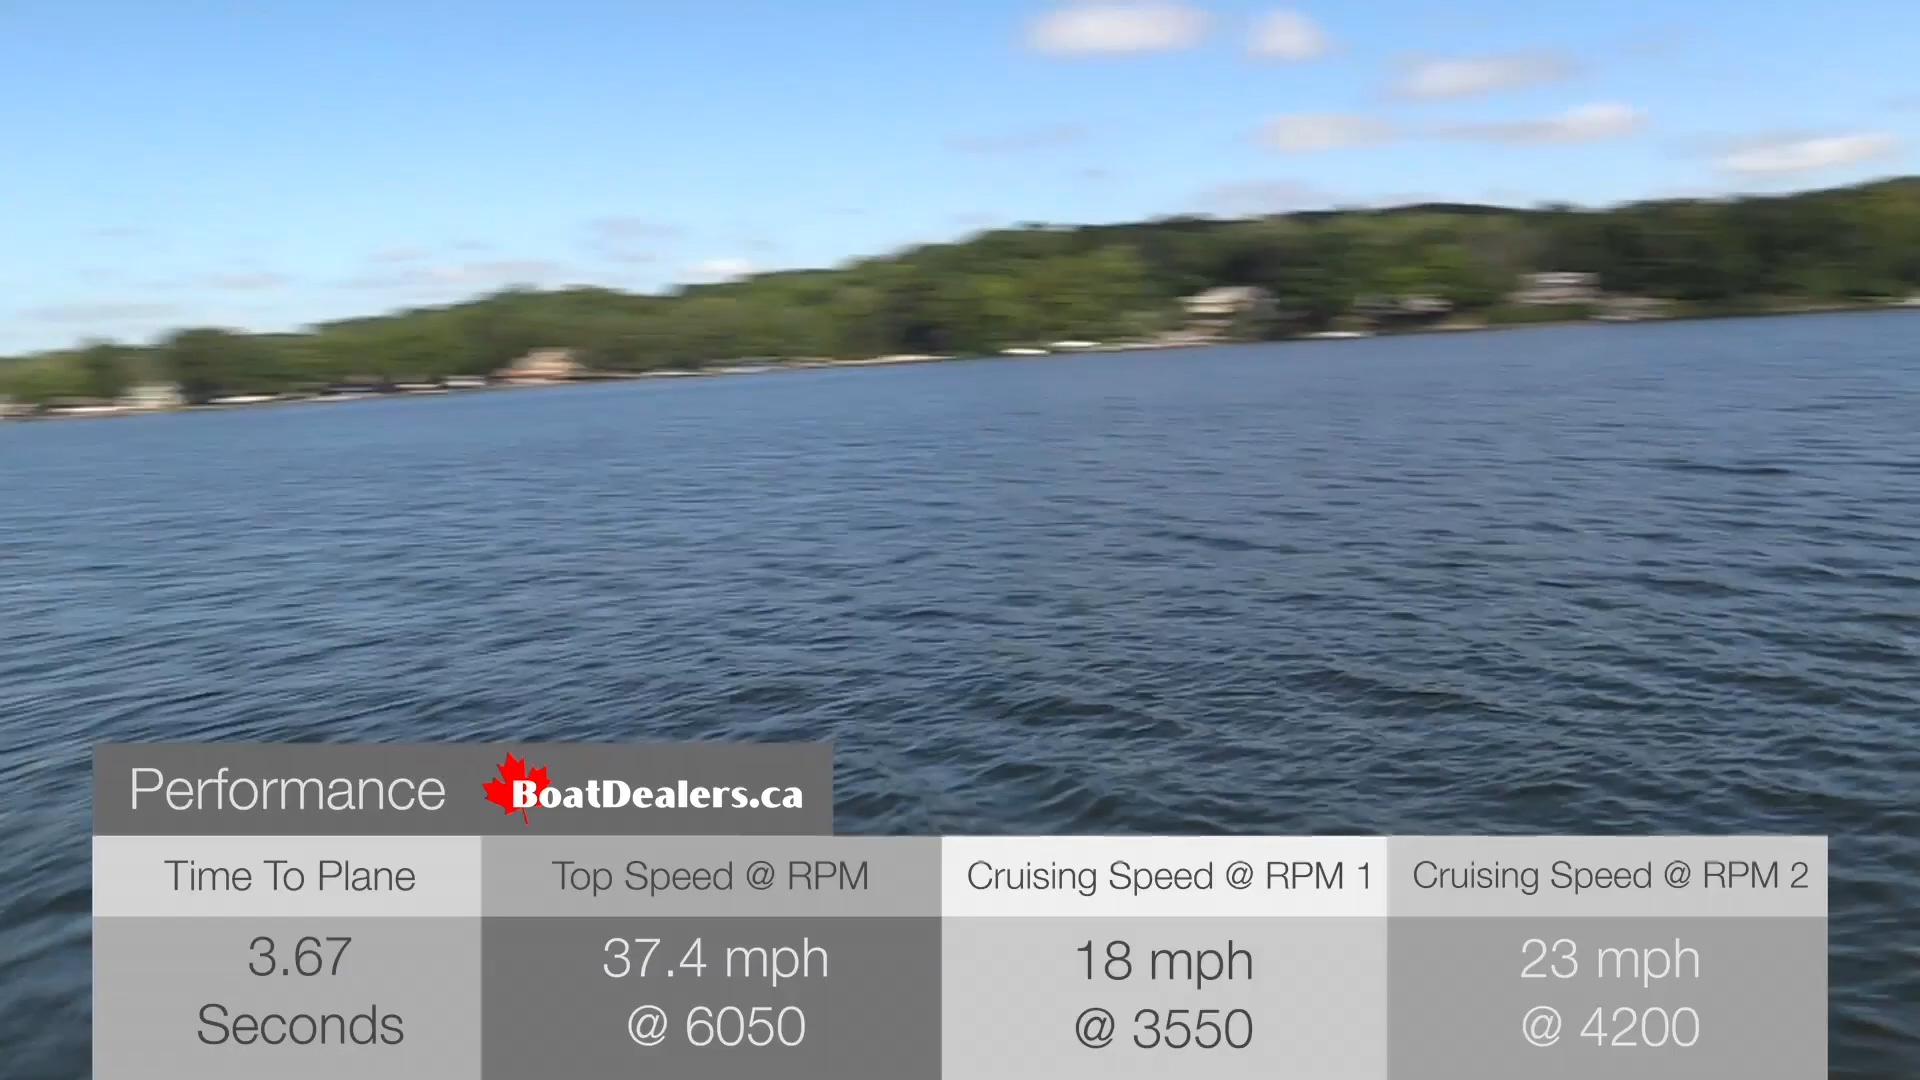 Performance BoatDealers.ca
Time To Plane
Top Speed @ RPM
Cruising Speed @ RPM 1
Cruising Speed @ RPM 2
3.67
Seconds
37.4 mph
@ 6050
18 mph
@ 3550
23 mph
@ 4200